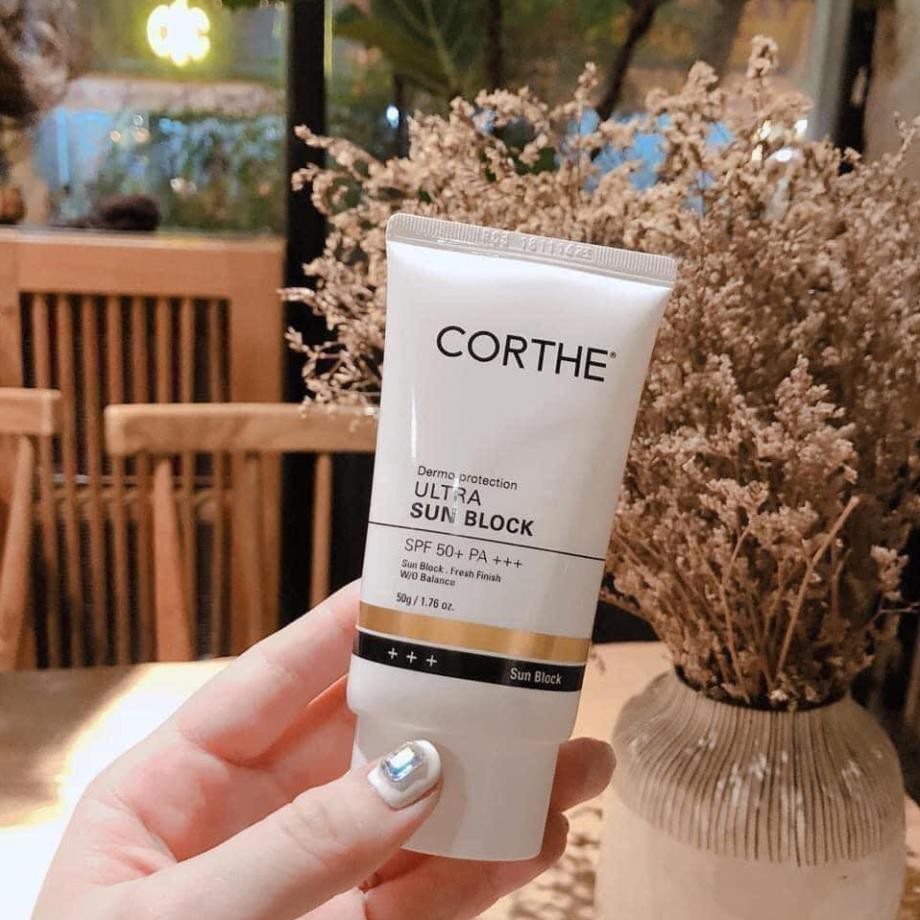 CORTHE®
Dermo protection
ULTRA
SUN BLOCK
SPF 50+ PA +++
Sun Block . Fresh Finish
W/O Balance
50g / 1.76 oz.
+ + + Sun Block